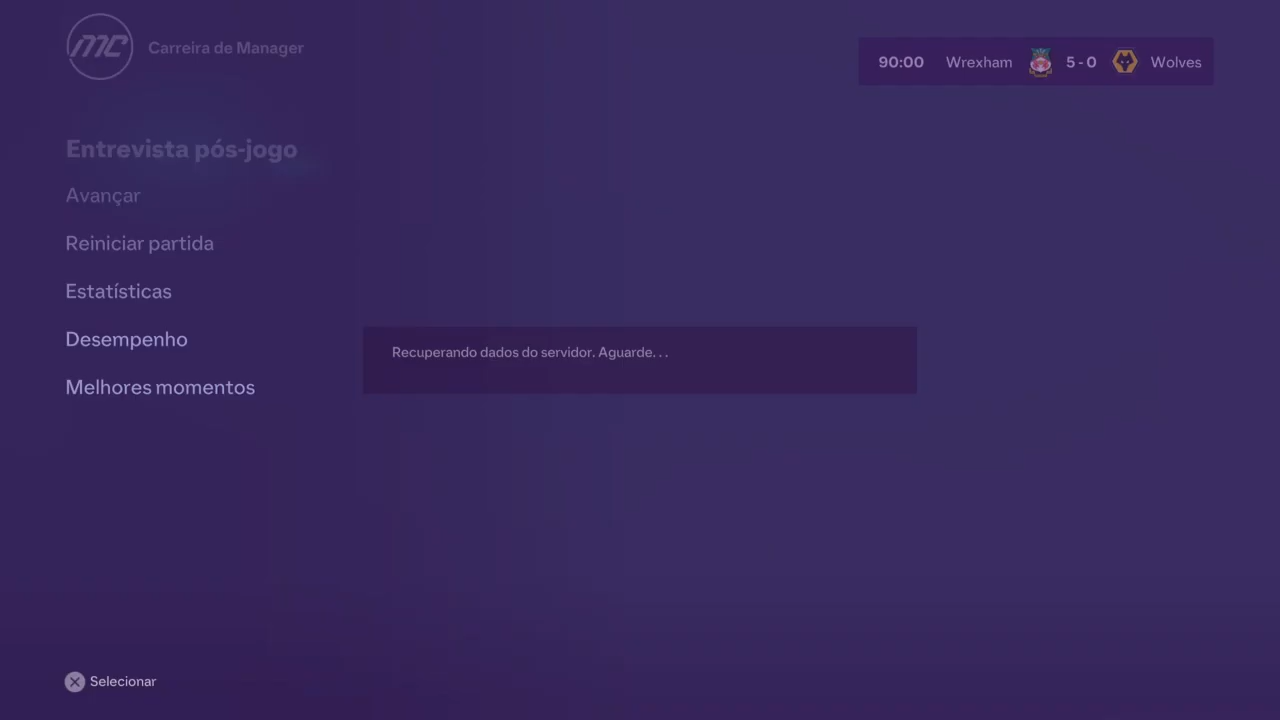 MC Carreira de Manager
90:00 Wrexham 5 - 0 Wolves
Entrevista pós-jogo
Avançar
Reiniciar partida
Estatísticas
Desempenho
Melhores momentos
Recuperando dados do servidor. Aguarde. . .
Selecionar